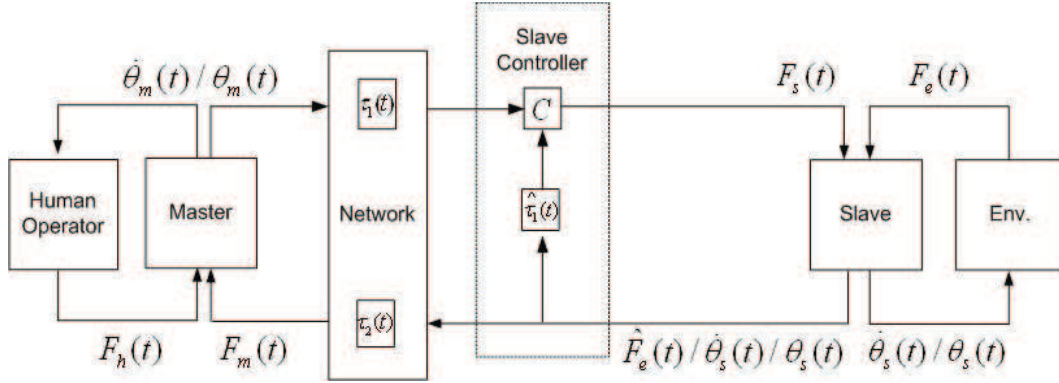 Slave
Controller
θ̇_m(t) / θ_m(t)
F_s(t)
F_e(t)
τ_1(t)
C
Human
Operator
Master
Network
τ̂_1(t)
Slave
Env.
τ_2(t)
F_h(t)
F_m(t)
F̂_e(t) / θ̇_s(t) / θ_s(t)
θ̇_s(t) / θ_s(t)